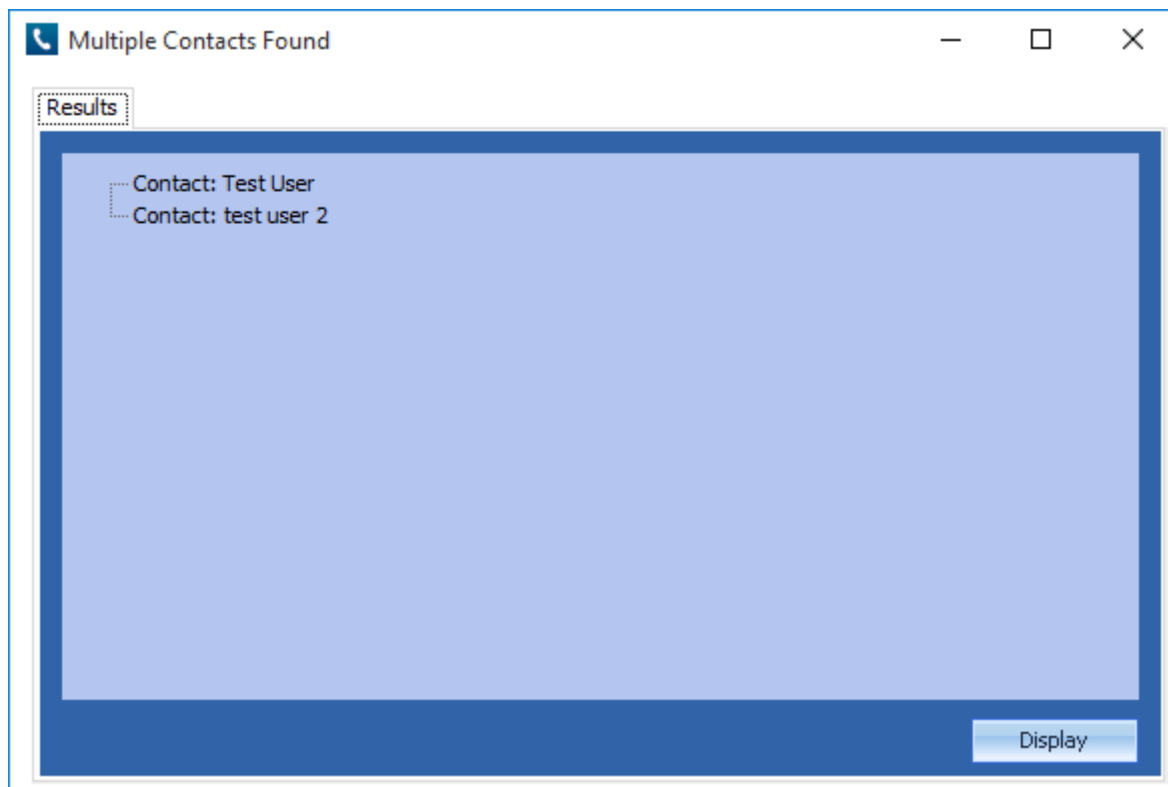 Multiple Contacts Found
Results
Contact: Test User
Contact: test user 2
Display